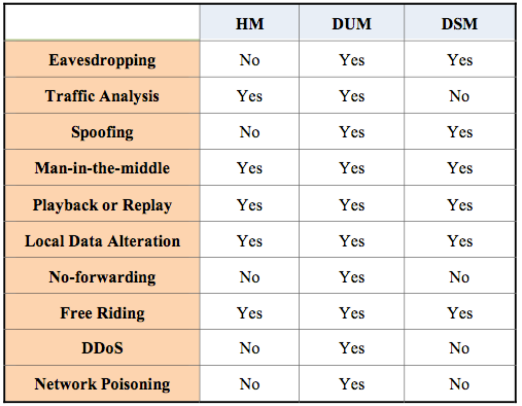 HM DUM DSM
Eavesdropping No Yes Yes
Traffic Analysis Yes Yes No
Spoofing No Yes Yes
Man-in-the-middle Yes Yes Yes
Playback or Replay Yes Yes Yes
Local Data Alteration Yes Yes Yes
No-forwarding No Yes No
Free Riding Yes Yes Yes
DDoS No Yes No
Network Poisoning No Yes No